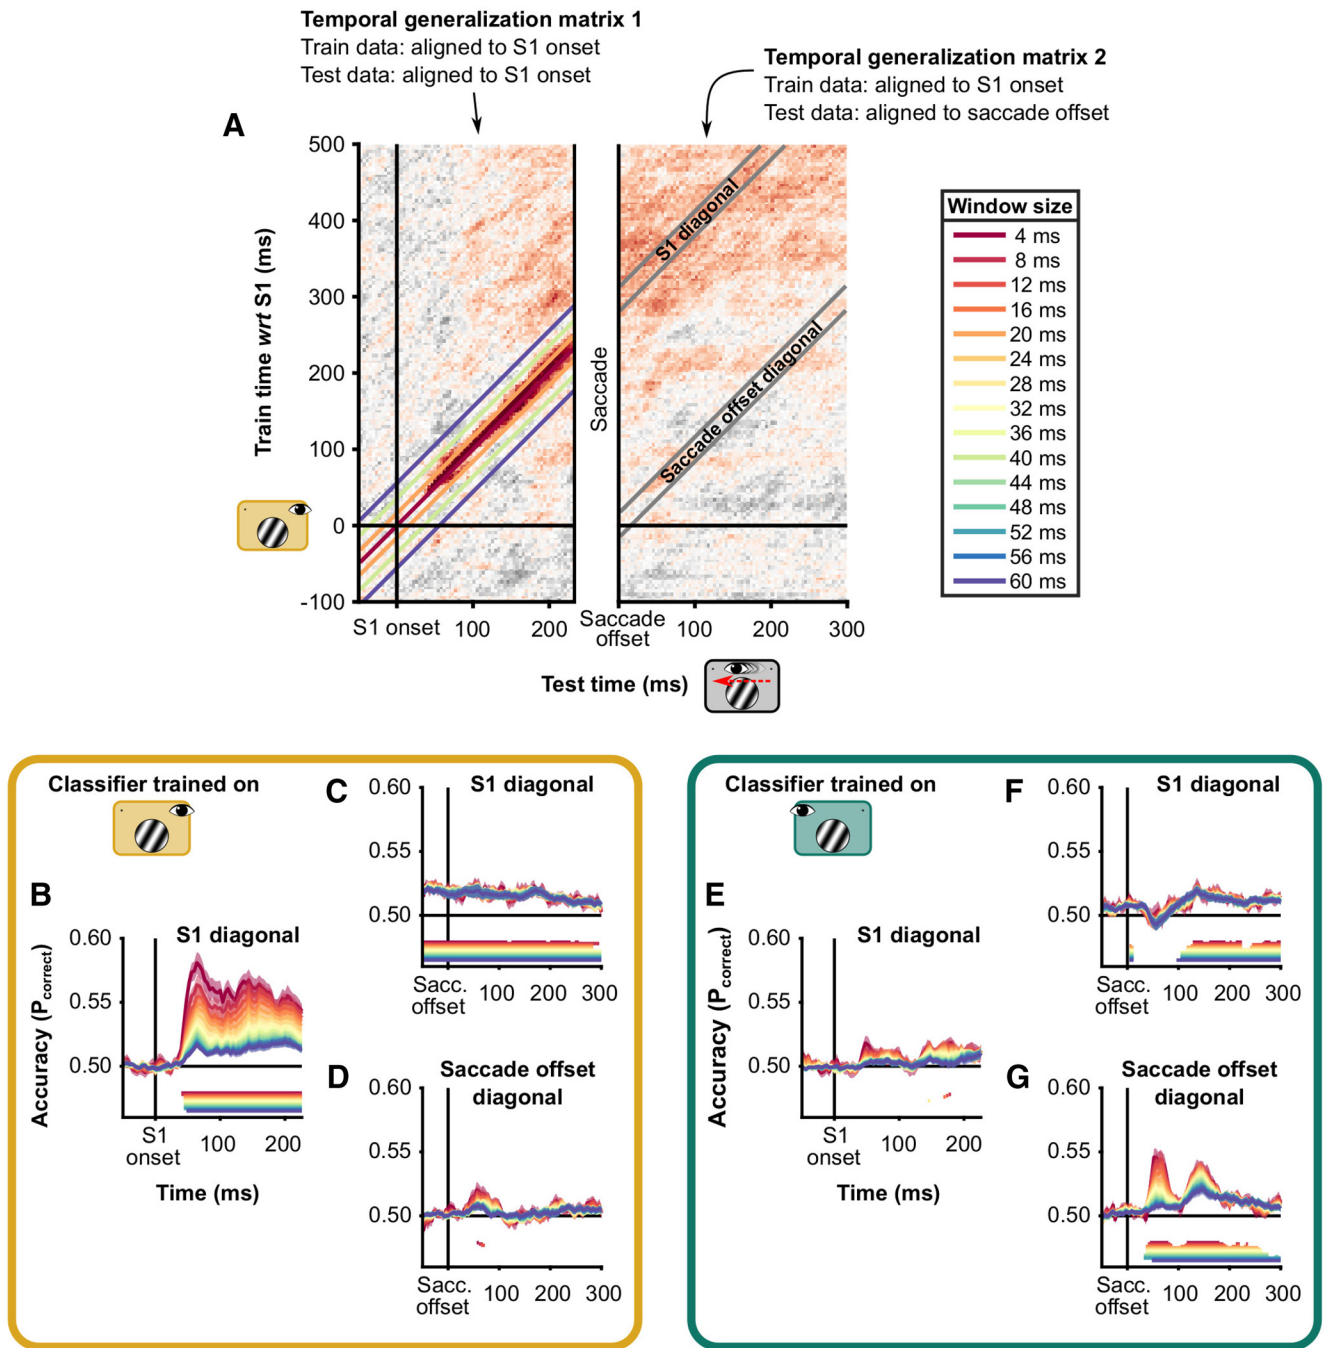 Temporal generalization matrix 1
Train data: aligned to S1 onset
Test data: aligned to S1 onset
Temporal generalization matrix 2
Train data: aligned to S1 onset
Test data: aligned to saccade offset
A
500
400
300
200
100
0
-100
Train time wrt S1 (ms)
S1 onset
100
200
Saccade
S1 diagonal
Saccade offset diagonal
Saccade
offset
100
200
300
Test time (ms)
Window size
4 ms
8 ms
12 ms
16 ms
20 ms
24 ms
28 ms
32 ms
36 ms
40 ms
44 ms
48 ms
52 ms
56 ms
60 ms
Classifier trained on
B
S1 diagonal
0.60
0.55
0.50
Accuracy (Pcorrect)
S1
onset
100
200
Time (ms)
C
S1 diagonal
0.60
0.55
0.50
Sacc.
offset
100
200
300
D
Saccade offset
diagonal
0.60
0.55
0.50
Sacc.
offset
100
200
300
Classifier trained on
E
S1 diagonal
0.60
0.55
0.50
Accuracy (Pcorrect)
S1
onset
100
200
Time (ms)
F
S1 diagonal
0.60
0.55
0.50
Sacc.
offset
100
200
300
G
Saccade offset
diagonal
0.60
0.55
0.50
Sacc.
offset
100
200
300